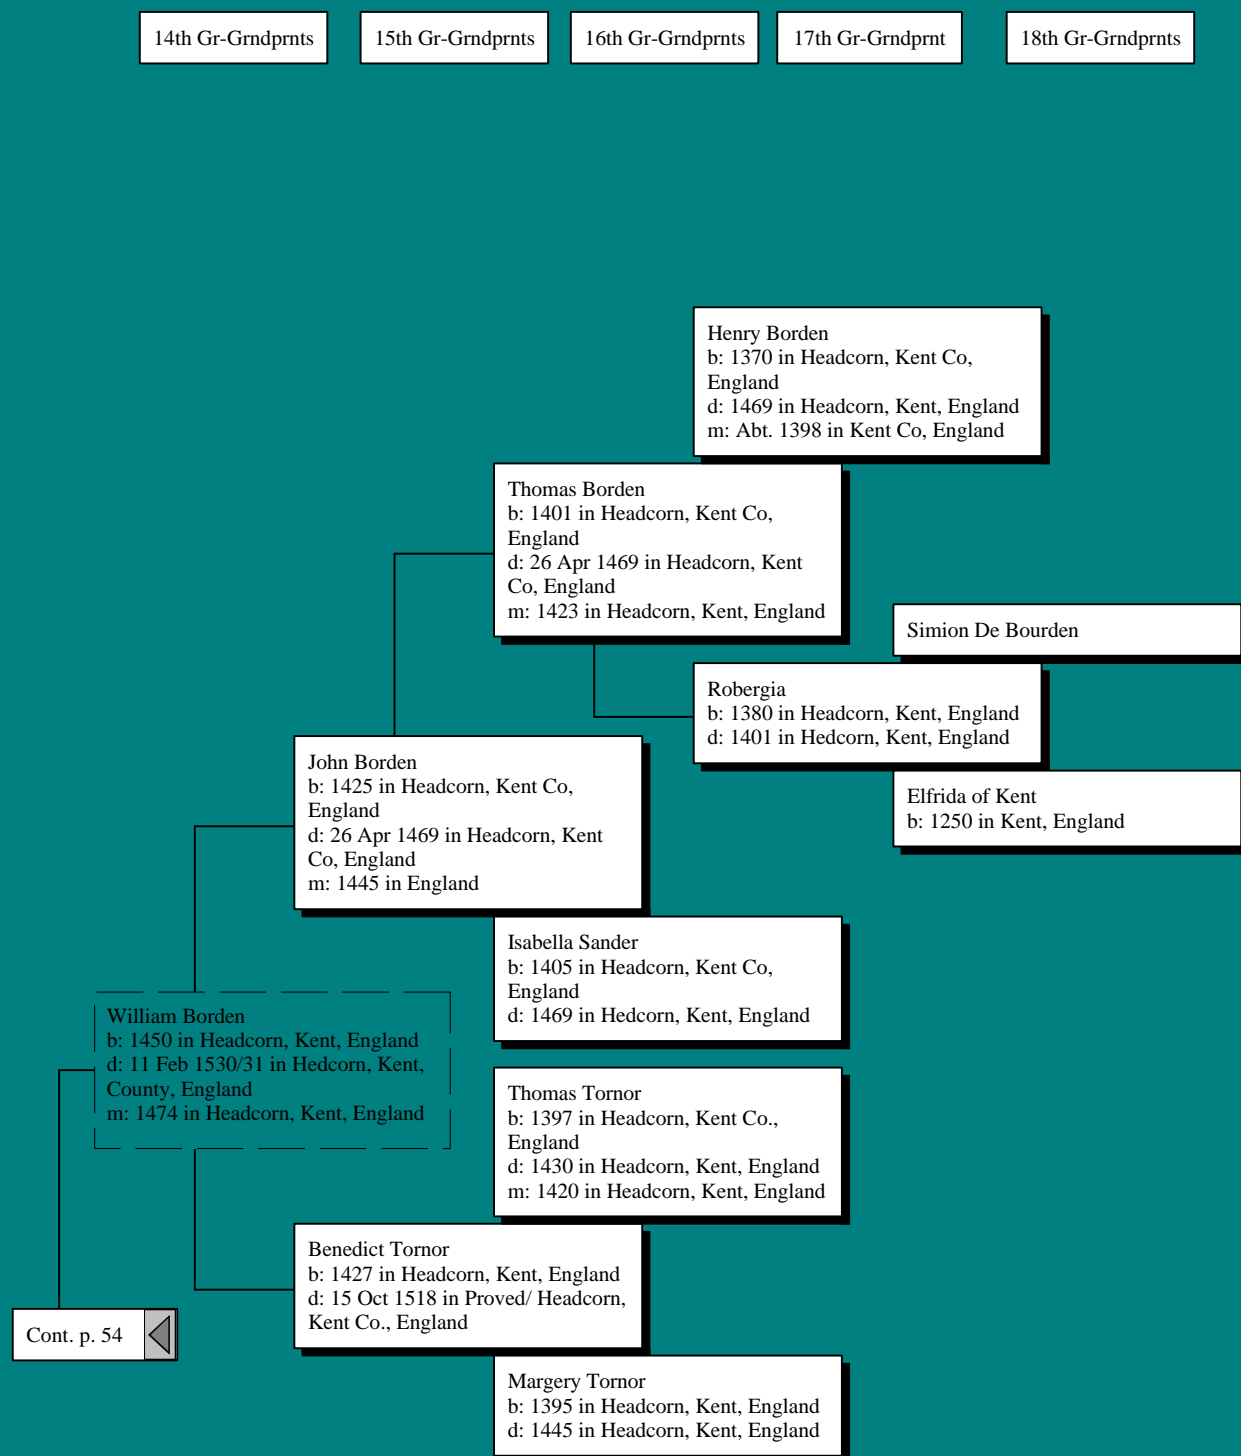 14th Gr-Grndprnts
15th Gr-Grndprnts
16th Gr-Grndprnts
17th Gr-Grndprnt
18th Gr-Grndprnts
Henry Borden
b: 1370 in Headcorn, Kent Co,
England
d: 1469 in Headcorn, Kent, England
m: Abt. 1398 in Kent Co, England
Thomas Borden
b: 1401 in Headcorn, Kent Co,
England
d: 26 Apr 1469 in Headcorn, Kent
Co, England
m: 1423 in Headcorn, Kent, England
Simion De Bourden
Robergia
b: 1380 in Headcorn, Kent, England
d: 1401 in Hedcorn, Kent, England
John Borden
b: 1425 in Headcorn, Kent Co,
England
d: 26 Apr 1469 in Headcorn, Kent
Co, England
m: 1445 in England
Elfrida of Kent
b: 1250 in Kent, England
Isabella Sander
b: 1405 in Headcorn, Kent Co,
England
d: 1469 in Hedcorn, Kent, England
William Borden
b: 1450 in Headcorn, Kent, England
d: 11 Feb 1530/31 in Hedcorn, Kent,
County, England
m: 1474 in Headcorn, Kent, England
Thomas Tornor
b: 1397 in Headcorn, Kent Co.,
England
d: 1430 in Headcorn, Kent, England
m: 1420 in Headcorn, Kent, England
Benedict Tornor
b: 1427 in Headcorn, Kent, England
d: 15 Oct 1518 in Proved/ Headcorn,
Kent Co., England
Cont. p. 54
Margery Tornor
b: 1395 in Headcorn, Kent, England
d: 1445 in Headcorn, Kent, England